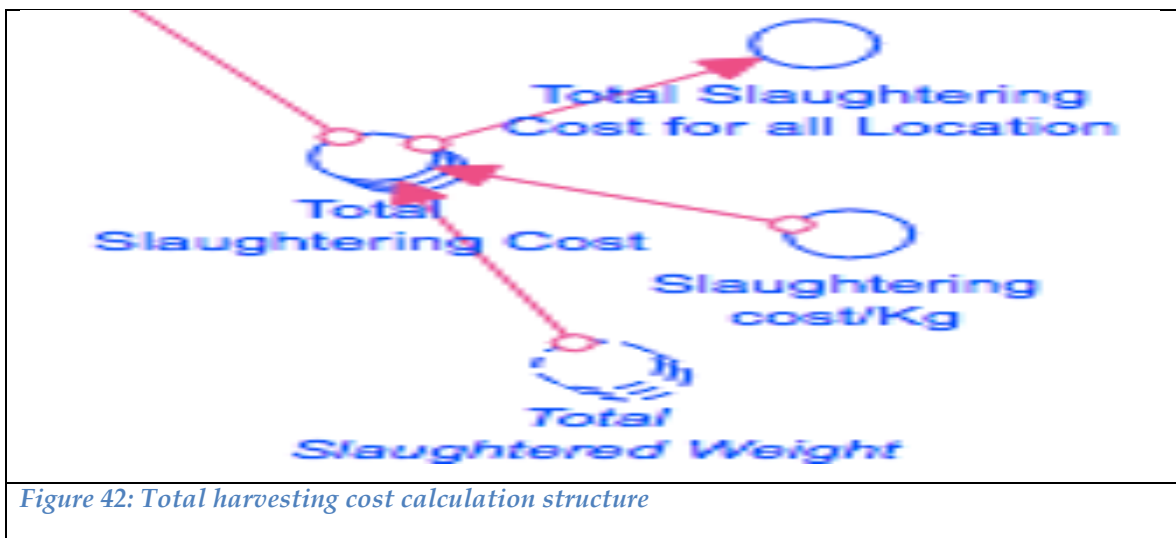 Total Slaughtering
Cost for all Location
Total
Slaughtering Cost
Slaughtering
cost/Kg
Total
Slaughtered Weight
Figure 42: Total harvesting cost calculation structure